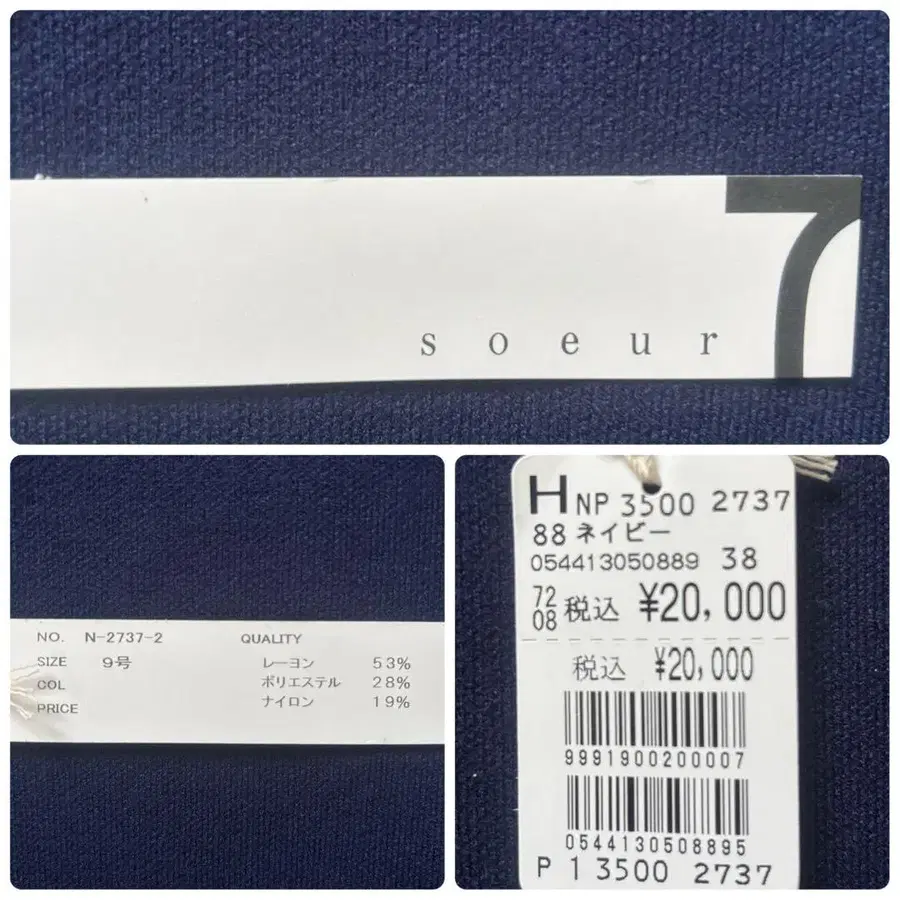 soeur 7
NO. N-2737-2 QUALITY
SIZE 9号 レーヨン 53%
COL ポリエステル 28%
PRICE ナイロン 19%
H NP 3500 2737
88 ネイビー
054413050889 38
72
08 税込 ¥20,000
税込 ¥20,000
9991900200007
0544130508895
P 1 3500 2737